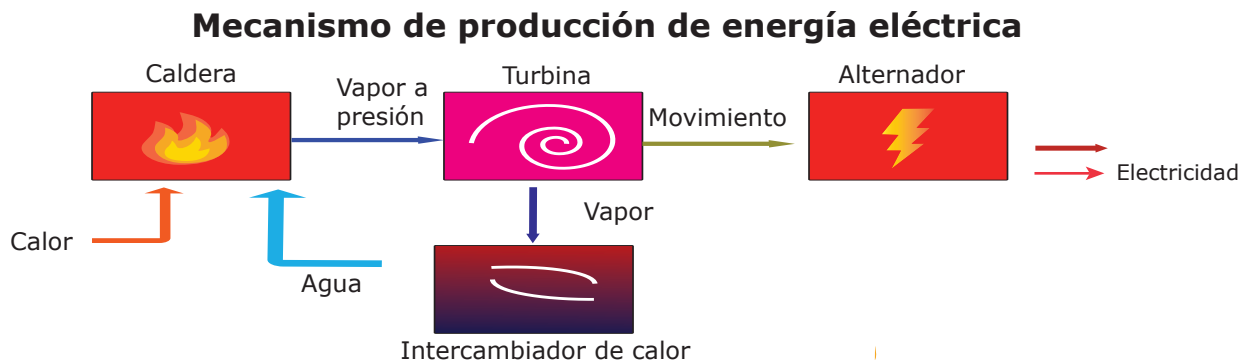 Mecanismo de producción de energía eléctrica
Caldera
Vapor a
presión
Turbina
Movimiento
Alternador
Electricidad
Vapor
Calor
Agua
Intercambiador de calor